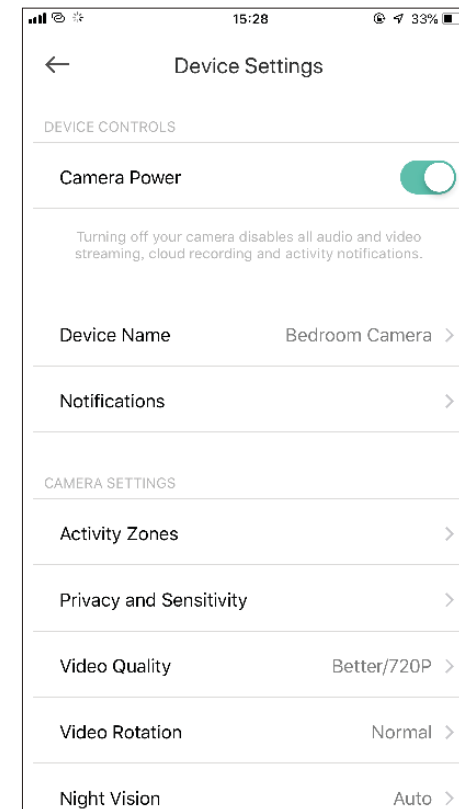 15:28
33%
Device Settings
DEVICE CONTROLS
Camera Power
Turning off your camera disables all audio and video
streaming, cloud recording and activity notifications.
Device Name Bedroom Camera
Notifications
CAMERA SETTINGS
Activity Zones
Privacy and Sensitivity
Video Quality Better/720P
Video Rotation Normal
Night Vision Auto